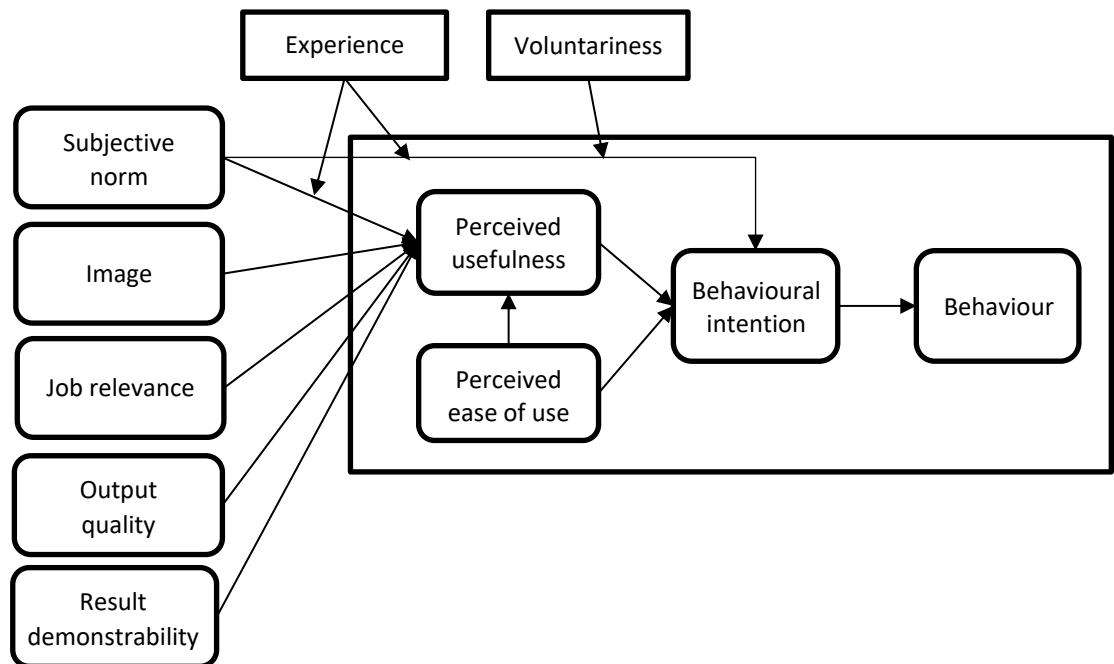 Experience
Voluntariness
Subjective
norm
Image
Job relevance
Output
quality
Result
demonstrability
Perceived
usefulness
Perceived
ease of use
Behavioural
intention
Behaviour